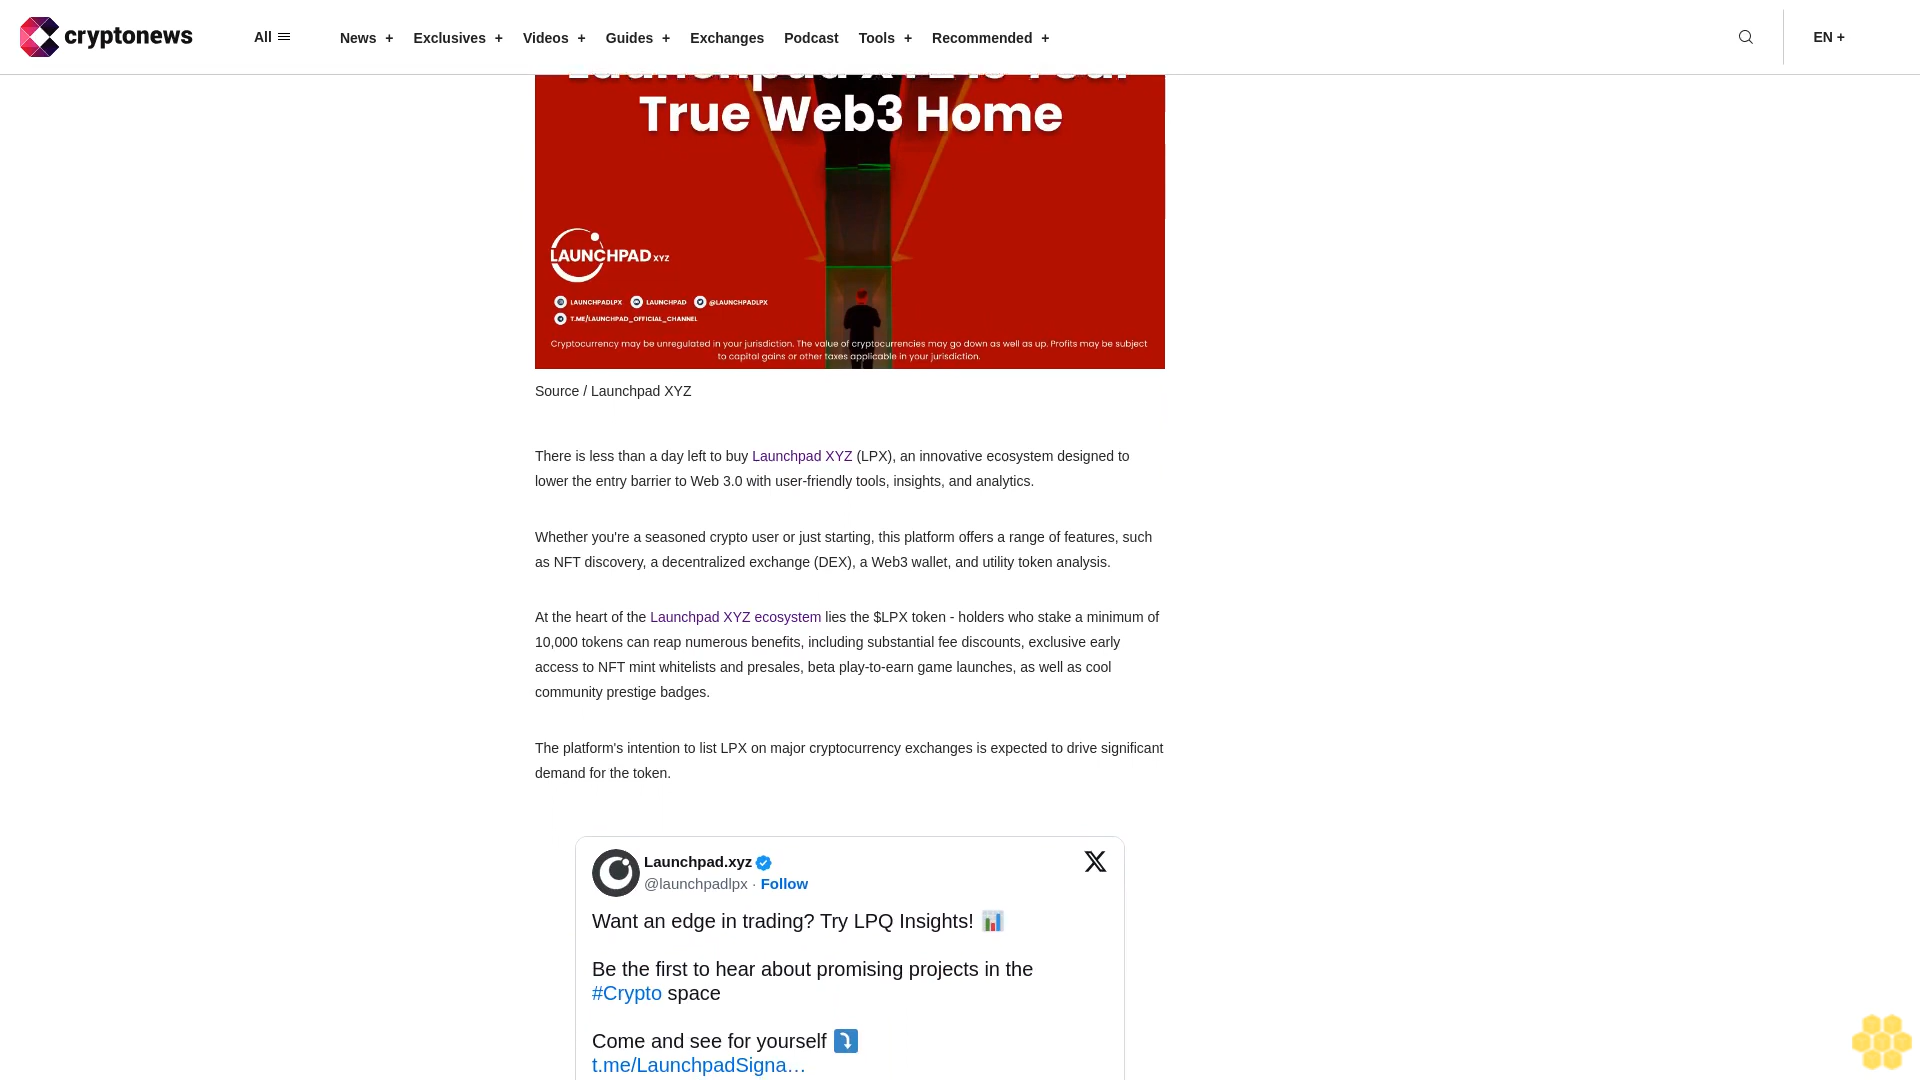 cryptonews
All
News +
Exclusives +
Videos +
Guides +
Exchanges
Podcast
Tools +
Recommended +
EN +
Launchpad XYZ Is Your
True Web3 Home
LAUNCHPAD XYZ
LAUNCHPADLPX LAUNCHPAD @LAUNCHPADLPX
T.ME/LAUNCHPAD_OFFICIAL_CHANNEL
Cryptocurrency may be unregulated in your jurisdiction. The value of cryptocurrencies may go down as well as up. Profits may be subject
to capital gains or other taxes applicable in your jurisdiction.
Source / Launchpad XYZ
There is less than a day left to buy Launchpad XYZ (LPX), an innovative ecosystem designed to
lower the entry barrier to Web 3.0 with user-friendly tools, insights, and analytics.
Whether you're a seasoned crypto user or just starting, this platform offers a range of features, such
as NFT discovery, a decentralized exchange (DEX), a Web3 wallet, and utility token analysis.
At the heart of the Launchpad XYZ ecosystem lies the $LPX token - holders who stake a minimum of
10,000 tokens can reap numerous benefits, including substantial fee discounts, exclusive early
access to NFT mint whitelists and presales, beta play-to-earn game launches, as well as cool
community prestige badges.
The platform's intention to list LPX on major cryptocurrency exchanges is expected to drive significant
demand for the token.
Launchpad.xyz
@launchpadlpx · Follow
Want an edge in trading? Try LPQ Insights! 📊
Be the first to hear about promising projects in the
#Crypto space
Come and see for yourself ⤵️
t.me/LaunchpadSigna…